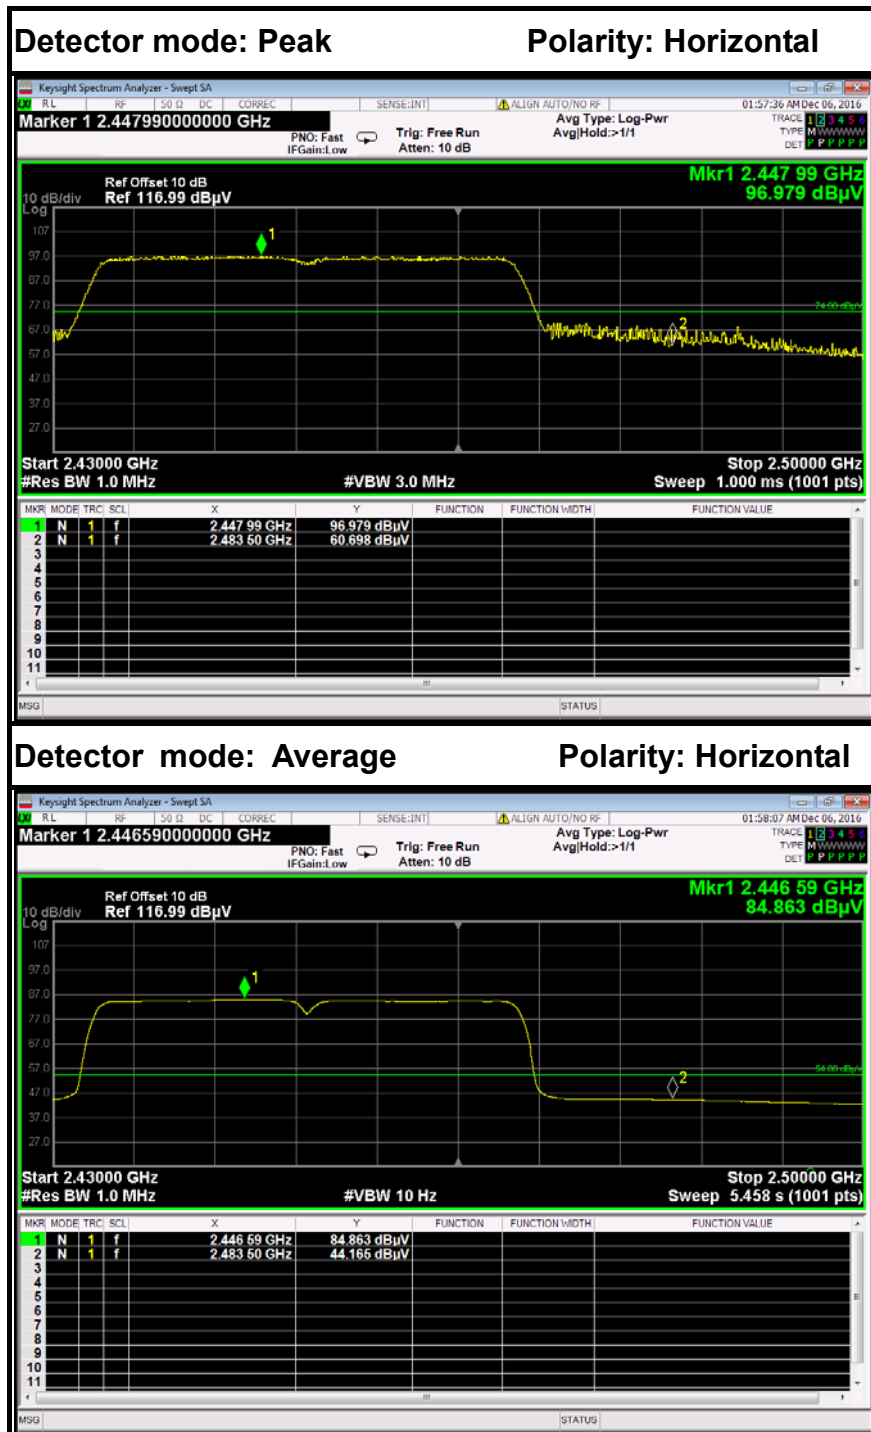 Detector mode: Peak Polarity: Horizontal
Keysight Spectrum Analyzer - Swept SA
RL RF 50 Ω DC CORREC SENSE:INT ALIGN AUTO/NO RF 01:57:36 AM Dec 06, 2016
Marker 1 2.447990000000 GHz Avg Type: Log-Pwr TRACE 1 2 3 4 5 6
PNO: Fast Trig: Free Run Avg|Hold:>1/1 TYPE M W W W W W
IFGain:Low Atten: 10 dB DET P P P P P P
Mkr1 2.447 99 GHz
Ref Offset 10 dB
10 dB/div Ref 116.99 dBµV 96.979 dBµV
Log
107
1
97.0
87.0
77.0
74.00 dBµV
67.0
2
57.0
47.0
37.0
27.0
Start 2.43000 GHz Stop 2.50000 GHz
#Res BW 1.0 MHz #VBW 3.0 MHz Sweep 1.000 ms (1001 pts)
MKR MODE TRC SCL X Y FUNCTION FUNCTION WIDTH FUNCTION VALUE
1 N 1 f 2.447 99 GHz 96.979 dBµV
2 N 1 f 2.483 50 GHz 60.698 dBµV
3
4
5
6
7
8
9
10
11
MSG STATUS
Detector mode: Average Polarity: Horizontal
Keysight Spectrum Analyzer - Swept SA
RL RF 50 Ω DC CORREC SENSE:INT ALIGN AUTO/NO RF 01:58:07 AM Dec 06, 2016
Marker 1 2.446590000000 GHz Avg Type: Log-Pwr TRACE 1 2 3 4 5 6
PNO: Fast Trig: Free Run Avg|Hold:>1/1 TYPE M W W W W W
IFGain:Low Atten: 10 dB DET P P P P P P
Mkr1 2.446 59 GHz
Ref Offset 10 dB
10 dB/div Ref 116.99 dBµV 84.863 dBµV
Log
107
97.0
1
87.0
77.0
67.0
57.0
54.00 dBµV
2
47.0
37.0
27.0
Start 2.43000 GHz Stop 2.50000 GHz
#Res BW 1.0 MHz #VBW 10 Hz Sweep 5.458 s (1001 pts)
MKR MODE TRC SCL X Y FUNCTION FUNCTION WIDTH FUNCTION VALUE
1 N 1 f 2.446 59 GHz 84.863 dBµV
2 N 1 f 2.483 50 GHz 44.165 dBµV
3
4
5
6
7
8
9
10
11
MSG STATUS